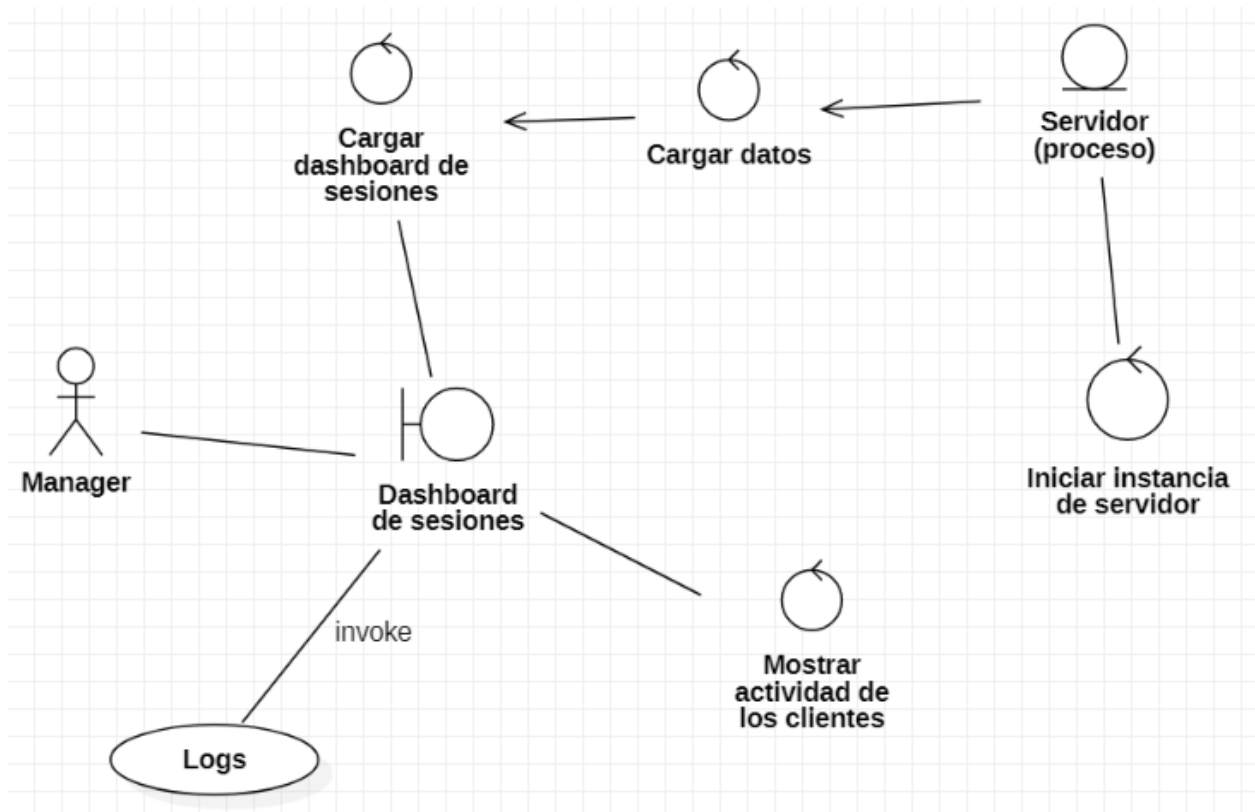 Cargar
dashboard de
sesiones
Cargar datos
Servidor
(proceso)
Manager
Dashboard
de sesiones
Iniciar instancia
de servidor
invoke
Mostrar
actividad de
los clientes
Logs